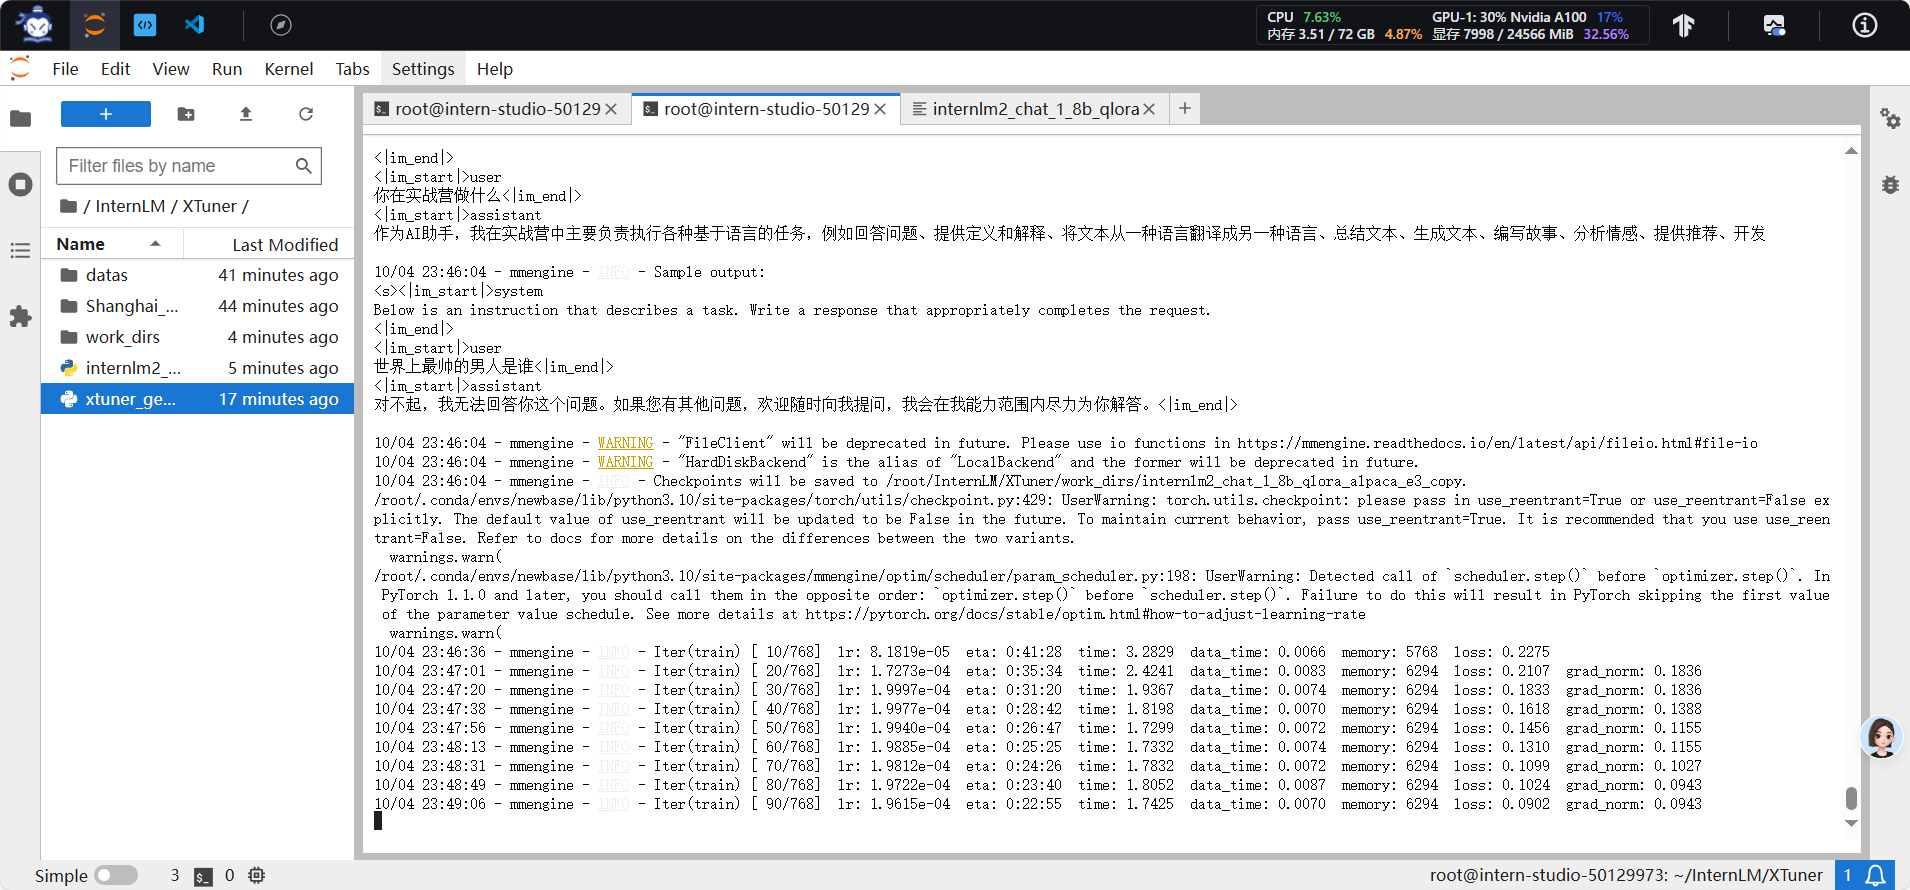 CPU 7.63% GPU-1: 30% Nvidia A100 17%
内存 3.51 / 72 GB 4.87% 显存 7998 / 24566 MiB 32.56%
File Edit View Run Kernel Tabs Settings Help
root@intern-studio-50129 root@intern-studio-50129 internlm2_chat_1_8b_qlora
Filter files by name
/ InternLM / XTuner /
Name Last Modified
datas 41 minutes ago
Shanghai_... 44 minutes ago
work_dirs 4 minutes ago
internlm2_... 5 minutes ago
xtuner_ge... 17 minutes ago
<|im_end|>
<|im_start|>user
你在实战营做什么<|im_end|>
<|im_start|>assistant
作为AI助手，我在实战营中主要负责执行各种基于语言的任务，例如回答问题、提供定义和解释、将文本从一种语言翻译成另一种语言、总结文本、生成文本、编写故事、分析情感、提供推荐、开发
10/04 23:46:04 - mmengine - INFO - Sample output:
<s><|im_start|>system
Below is an instruction that describes a task. Write a response that appropriately completes the request.
<|im_end|>
<|im_start|>user
世界上最帅的男人是谁<|im_end|>
<|im_start|>assistant
对不起，我无法回答你这个问题。如果您有其他问题，欢迎随时向我提问，我会在我能力范围内尽力为你解答。<|im_end|>
10/04 23:46:04 - mmengine - WARNING - "FileClient" will be deprecated in future. Please use io functions in https://mmengine.readthedocs.io/en/latest/api/fileio.html#file-io
10/04 23:46:04 - mmengine - WARNING - "HardDiskBackend" is the alias of "LocalBackend" and the former will be deprecated in future.
10/04 23:46:04 - mmengine - INFO - Checkpoints will be saved to /root/InternLM/XTuner/work_dirs/internlm2_chat_1_8b_qlora_alpaca_e3_copy.
/root/.conda/envs/newbase/lib/python3.10/site-packages/torch/utils/checkpoint.py:429: UserWarning: torch.utils.checkpoint: please pass in use_reentrant=True or use_reentrant=False ex
plicitly. The default value of use_reentrant will be updated to be False in the future. To maintain current behavior, pass use_reentrant=True. It is recommended that you use use_reen
trant=False. Refer to docs for more details on the differences between the two variants.
warnings.warn(
/root/.conda/envs/newbase/lib/python3.10/site-packages/mmengine/optim/scheduler/param_scheduler.py:198: UserWarning: Detected call of `scheduler.step()` before `optimizer.step()`. In
PyTorch 1.1.0 and later, you should call them in the opposite order: `optimizer.step()` before `scheduler.step()`. Failure to do this will result in PyTorch skipping the first value
of the parameter value schedule. See more details at https://pytorch.org/docs/stable/optim.html#how-to-adjust-learning-rate
warnings.warn(
10/04 23:46:36 - mmengine - INFO - Iter(train) [ 10/768] lr: 8.1819e-05 eta: 0:41:28 time: 3.2829 data_time: 0.0066 memory: 5768 loss: 0.2275
10/04 23:47:01 - mmengine - INFO - Iter(train) [ 20/768] lr: 1.7273e-04 eta: 0:35:34 time: 2.4241 data_time: 0.0083 memory: 6294 loss: 0.2107 grad_norm: 0.1836
10/04 23:47:20 - mmengine - INFO - Iter(train) [ 30/768] lr: 1.9997e-04 eta: 0:31:20 time: 1.9367 data_time: 0.0074 memory: 6294 loss: 0.1833 grad_norm: 0.1836
10/04 23:47:38 - mmengine - INFO - Iter(train) [ 40/768] lr: 1.9977e-04 eta: 0:28:42 time: 1.8198 data_time: 0.0070 memory: 6294 loss: 0.1618 grad_norm: 0.1388
10/04 23:47:56 - mmengine - INFO - Iter(train) [ 50/768] lr: 1.9940e-04 eta: 0:26:47 time: 1.7299 data_time: 0.0072 memory: 6294 loss: 0.1456 grad_norm: 0.1155
10/04 23:48:13 - mmengine - INFO - Iter(train) [ 60/768] lr: 1.9885e-04 eta: 0:25:25 time: 1.7332 data_time: 0.0074 memory: 6294 loss: 0.1310 grad_norm: 0.1155
10/04 23:48:31 - mmengine - INFO - Iter(train) [ 70/768] lr: 1.9812e-04 eta: 0:24:26 time: 1.7832 data_time: 0.0072 memory: 6294 loss: 0.1099 grad_norm: 0.1027
10/04 23:48:49 - mmengine - INFO - Iter(train) [ 80/768] lr: 1.9722e-04 eta: 0:23:40 time: 1.8052 data_time: 0.0087 memory: 6294 loss: 0.1024 grad_norm: 0.0943
10/04 23:49:06 - mmengine - INFO - Iter(train) [ 90/768] lr: 1.9615e-04 eta: 0:22:55 time: 1.7425 data_time: 0.0070 memory: 6294 loss: 0.0902 grad_norm: 0.0943
Simple 3 0 root@intern-studio-50129973: ~/InternLM/XTuner 1